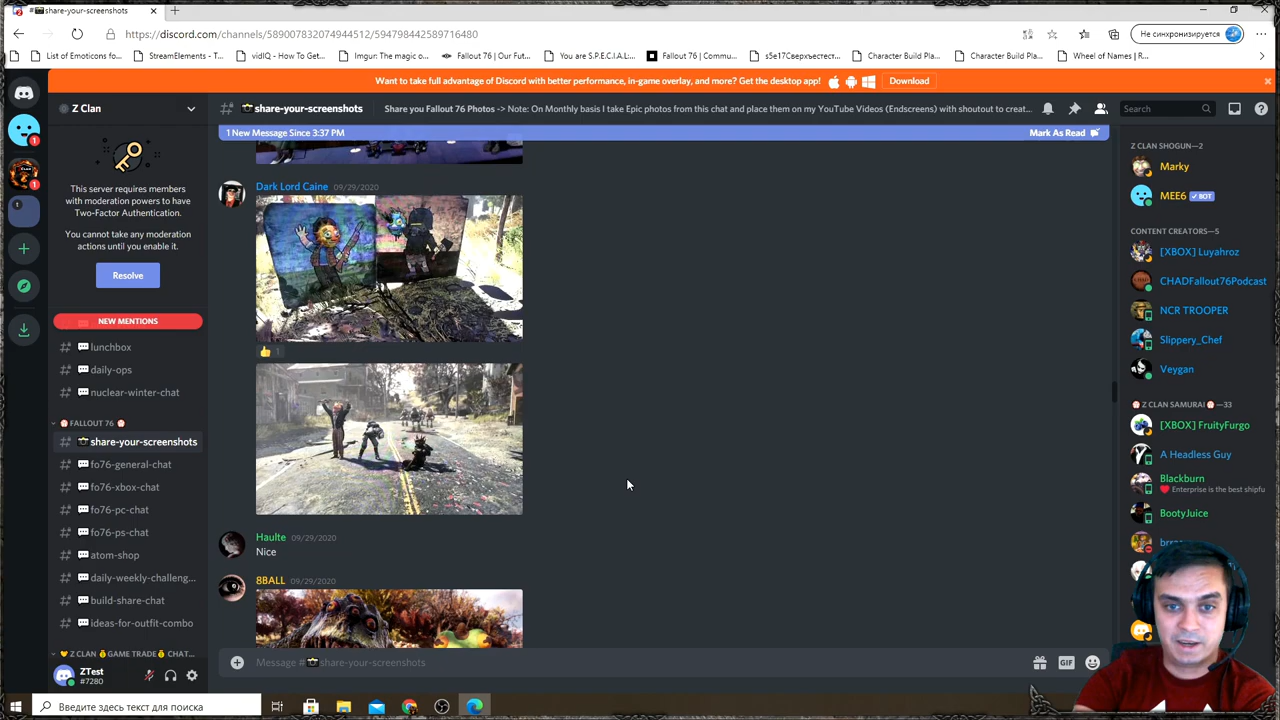 share-your-screenshots
https://discord.com/channels/589007832074944512/594798442589716480
Не синхронизируется
List of Emoticons fo...
StreamElements - T...
vidIQ - How To Get...
Imgur: The magic o...
Fallout 76 | Our Fut...
You are S.P.E.C.I.A.L:...
Fallout 76 | Commu...
s5e17Сверхъестест...
Character Build Pla...
Character Build Pla...
Wheel of Names | R...
Want to take full advantage of Discord with better performance, in-game overlay, and more? Get the desktop app!
Download
Z Clan
share-your-screenshots
Share you Fallout 76 Photos -> Note: On Monthly basis I take Epic photos from this chat and place them on my YouTube Videos (Endscreens) with shoutout to creat...
Search
1 New Message Since 3:37 PM
Mark As Read
This server requires
members with
moderation powers to have
Two-Factor Authentication.
You cannot take any
moderation actions until
you enable it.
Resolve
NEW MENTIONS
lunchbox
daily-ops
nuclear-winter-chat
FALLOUT 76
share-your-screenshots
fo76-general-chat
fo76-xbox-chat
fo76-pc-chat
fo76-ps-chat
atom-shop
daily-weekly-challeng...
build-share-chat
ideas-for-outfit-combo
Z CLAN GAME TRADE CHAT...
ZTest
#7280
Dark Lord Caine 09/29/2020
1
Haulte 09/29/2020
Nice
8BALL 09/29/2020
Message # share-your-screenshots
GIF
Z CLAN SHOGUN—2
Marky
MEE6 BOT
CONTENT CREATORS—5
[XBOX] Luyahroz
CHADFallout76Podcast
NCR TROOPER
Slippery_Chef
Veygan
Z CLAN SAMURAI —33
[XBOX] FruityFurgo
A Headless Guy
Blackburn
Enterprise is the best shipfu
BootyJuice
Введите здесь текст для поиска